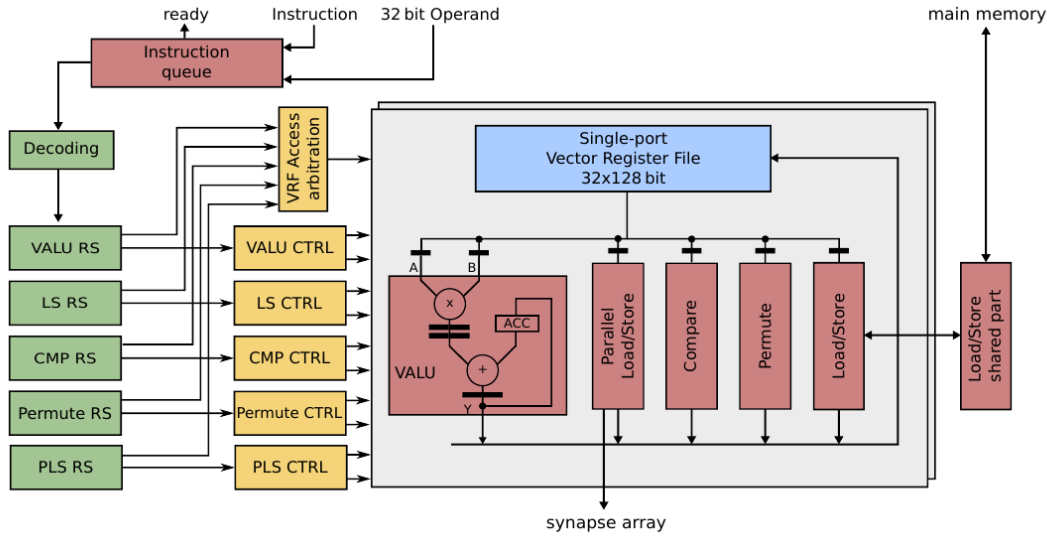 ready
Instruction
32 bit Operand
main memory
Instruction
queue
Decoding
VRF Access
arbitration
Single-port
Vector Register File
32x128 bit
VALU RS
VALU CTRL
LS RS
LS CTRL
CMP RS
CMP CTRL
Permute RS
Permute CTRL
PLS RS
PLS CTRL
A
B
x
ACC
+
VALU
Y
Parallel
Load/Store
Compare
Permute
Load/Store
Load/Store
shared part
synapse array